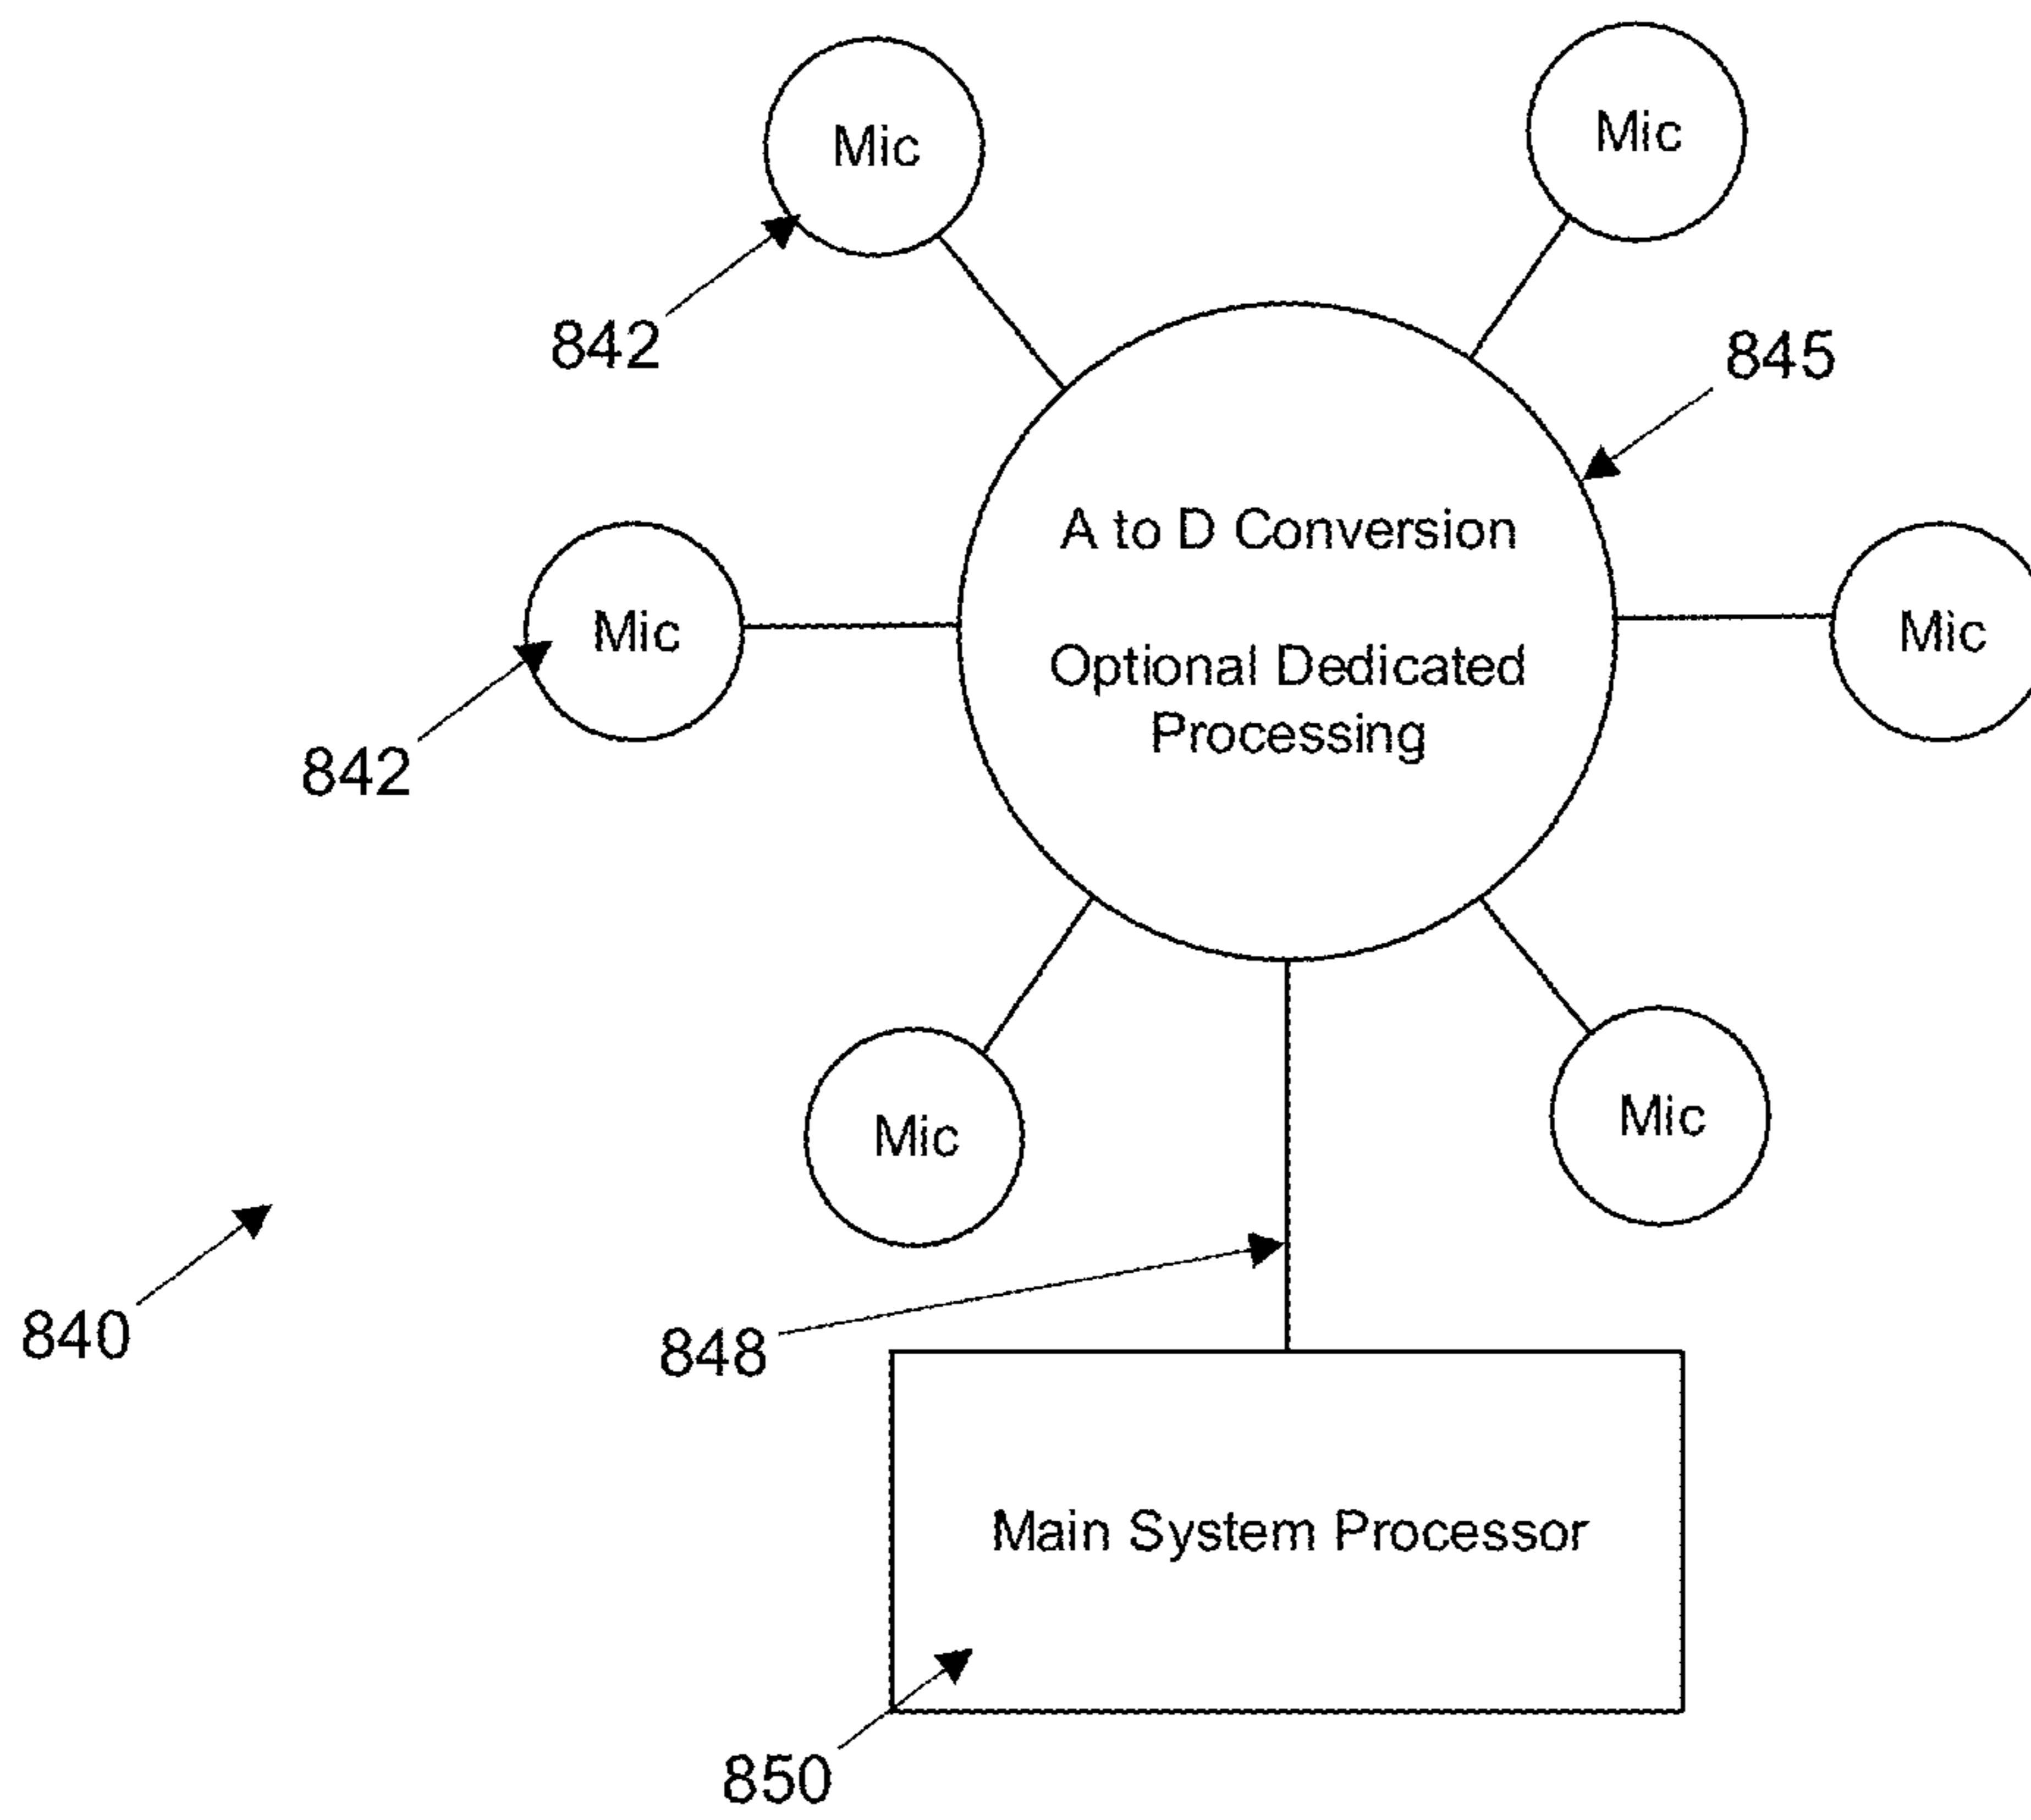 Mic
Mic
842
845
A to D Conversion
Mic
Mic
Optional Dedicated
Processing
842
Mic
Mic
840
848
Main System Processor
850